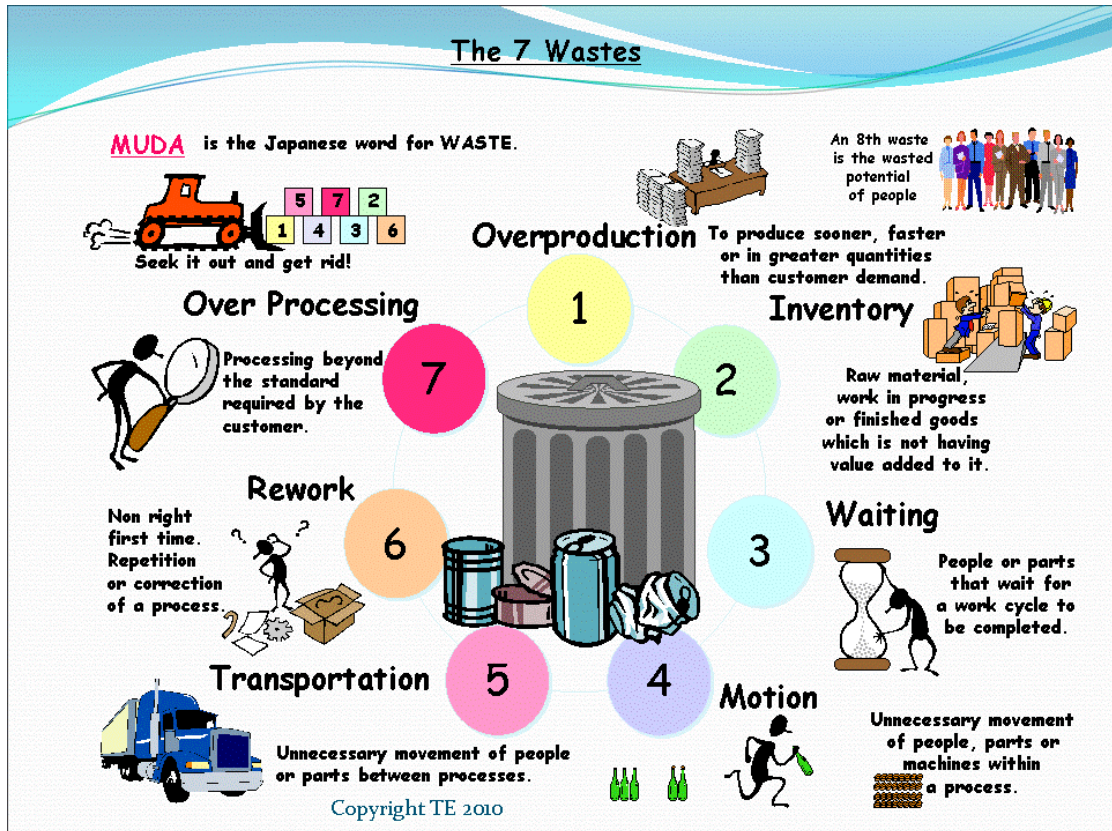 The 7 Wastes
MUDA is the Japanese word for WASTE.
5 7 2
1 4 3 6
Seek it out and get rid!
An 8th waste
is the wasted
potential
of people
Overproduction
To produce sooner, faster
or in greater quantities
than customer demand.
1
Inventory
Raw material,
work in progress
or finished goods
which is not having
value added to it.
2
Waiting
People or parts
that wait for
a work cycle to
be completed.
3
Motion
Unnecessary movement
of people, parts or
machines within
a process.
4
Transportation
Unnecessary movement of people
or parts between processes.
5
Rework
Non right
first time.
Repetition
or correction
of a process.
? ?
6
Over Processing
Processing beyond
the standard
required by the
customer.
7
Copyright TE 2010